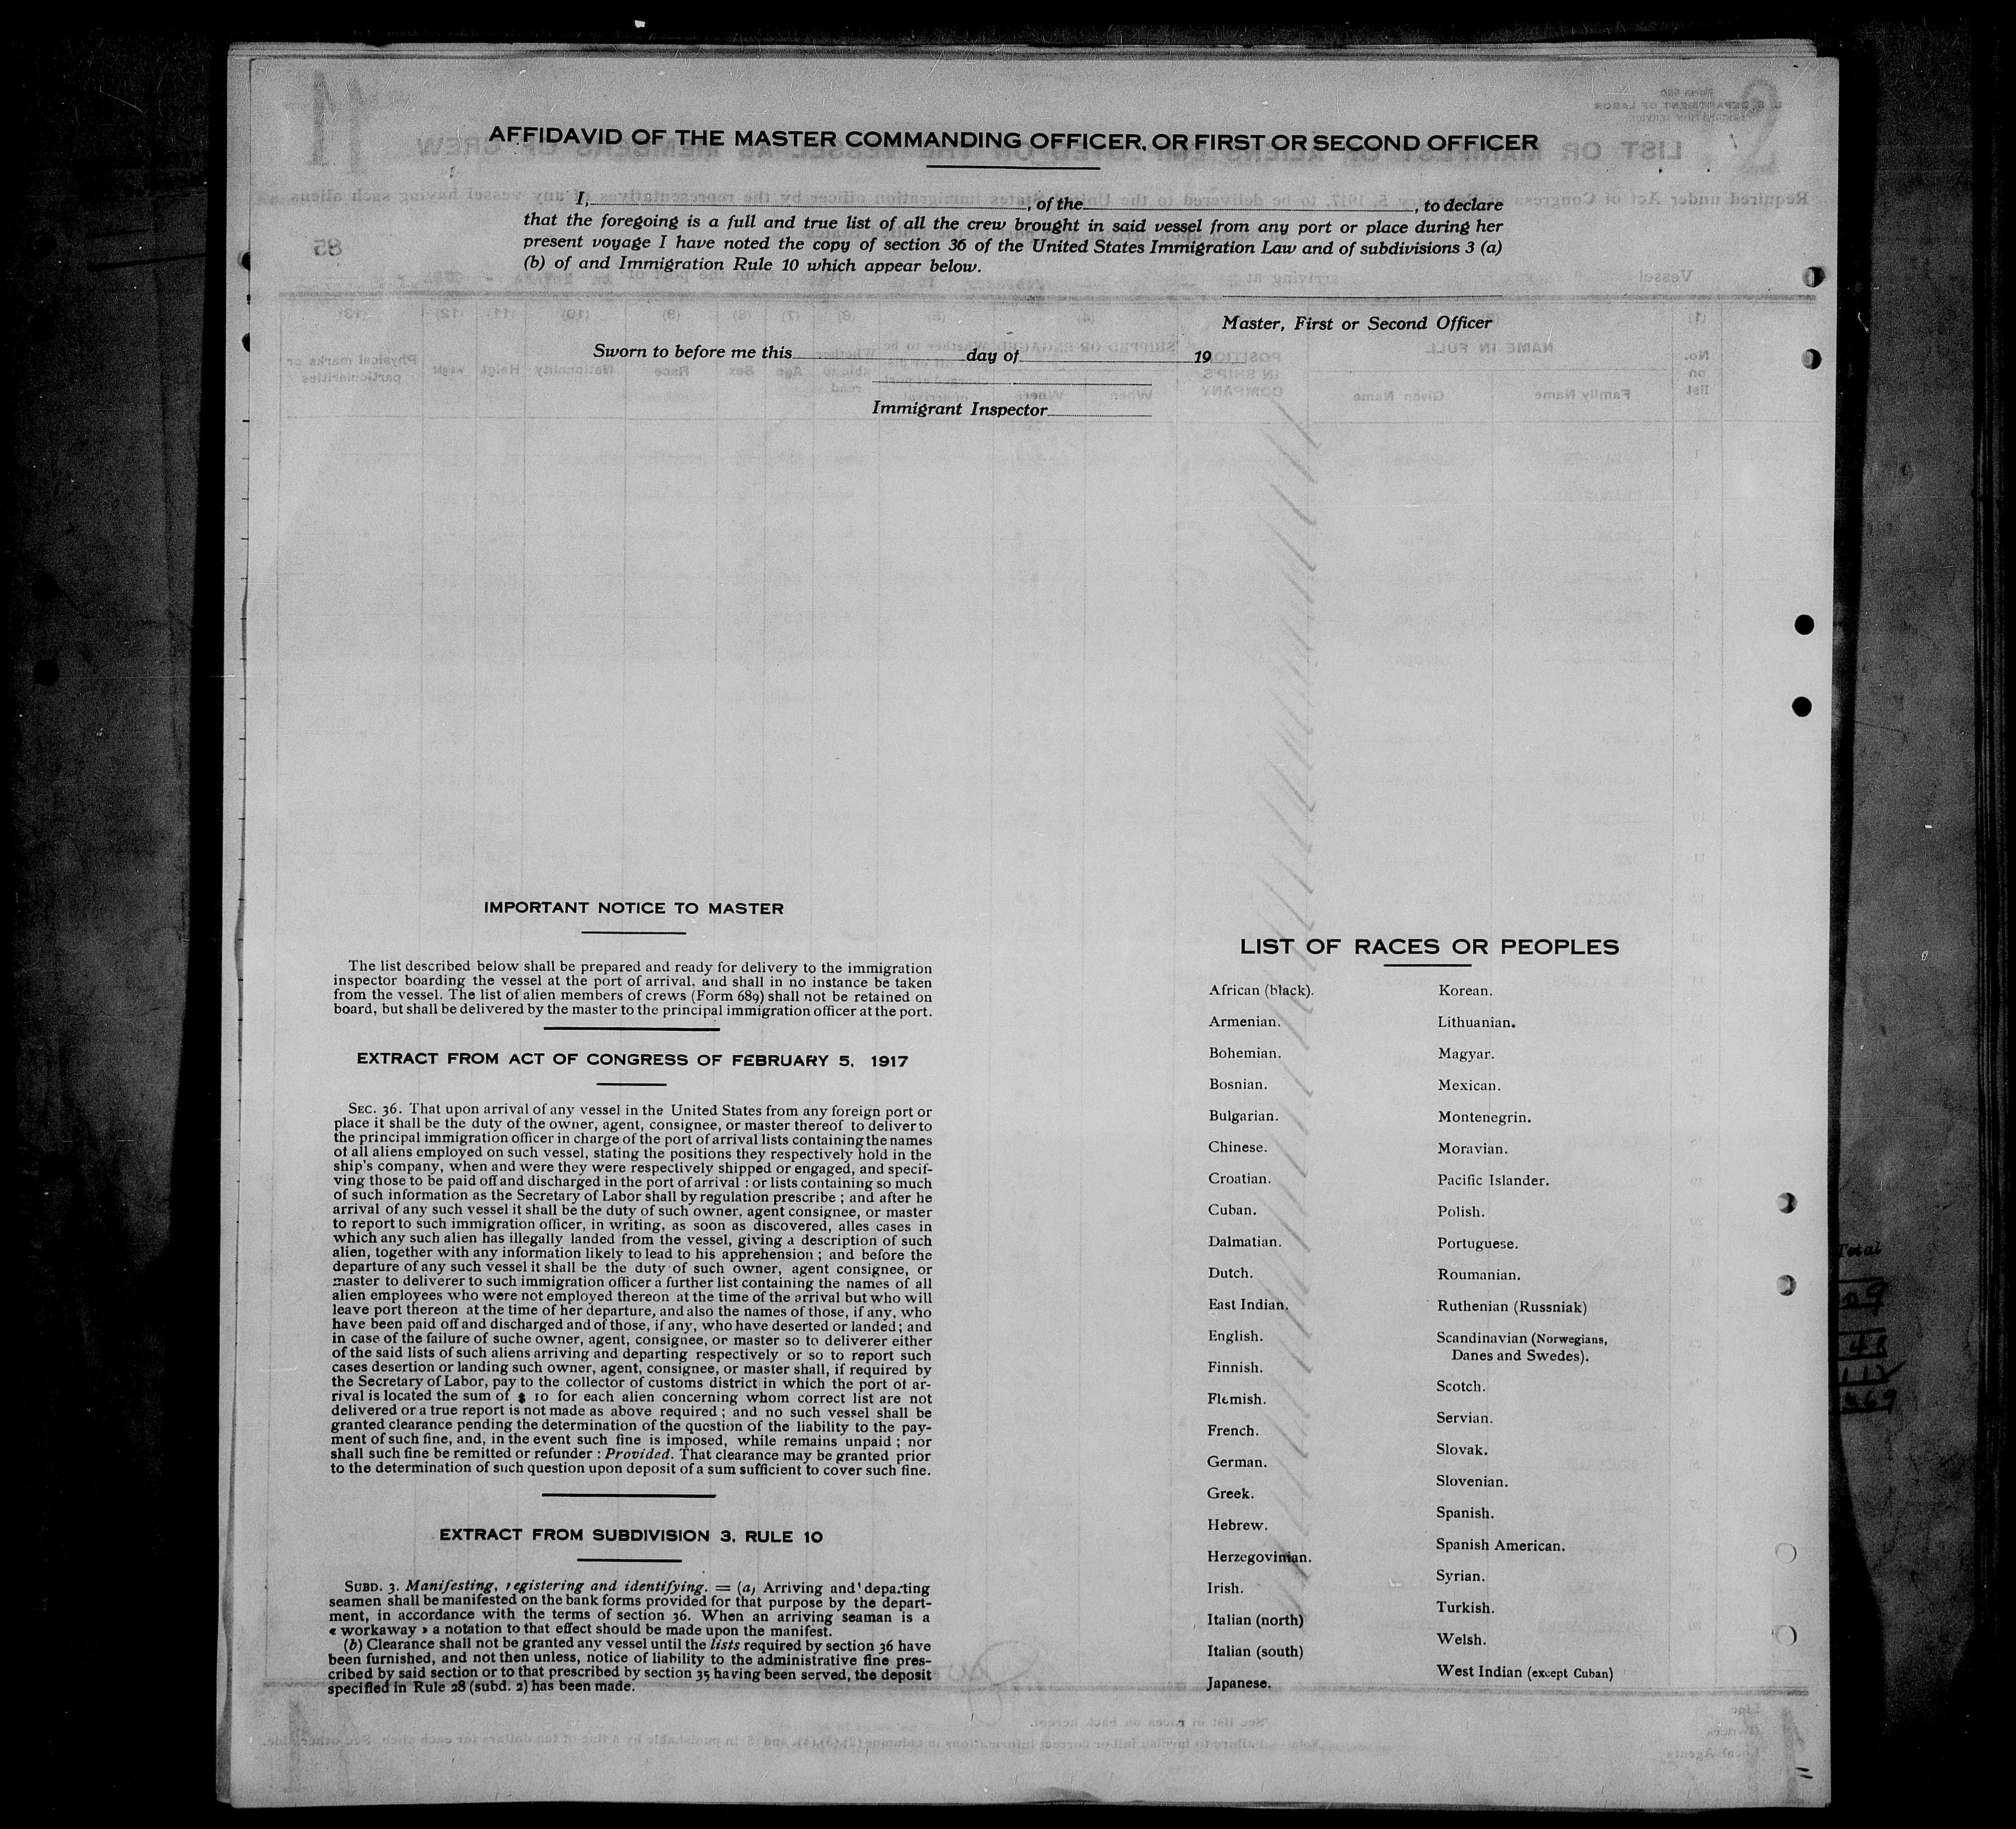 AFFIDAVID OF THE MASTER COMMANDING OFFICER, OR FIRST OR SECOND OFFICER
I, , of the , to declare
that the foregoing is a full and true list of all the crew brought in said vessel from any port or place during her
present voyage I have noted the copy of section 36 of the United States Immigration Law and of subdivisions 3 (a)
(b) of and Immigration Rule 10 which appear below.
Master, First or Second Officer
Sworn to before me this day of 19
Immigrant Inspector
IMPORTANT NOTICE TO MASTER
The list described below shall be prepared and ready for delivery to the immigration
inspector boarding the vessel at the port of arrival, and shall in no instance be taken
from the vessel. The list of alien members of crews (Form 689) shall not be retained on
board, but shall be delivered by the master to the principal immigration officer at the port.
EXTRACT FROM ACT OF CONGRESS OF FEBRUARY 5, 1917
SEC. 36. That upon arrival of any vessel in the United States from any foreign port or
place it shall be the duty of the owner, agent, consignee, or master thereof to deliver to
the principal immigration officer in charge of the port of arrival lists containing the names
of all aliens employed on such vessel, stating the positions they respectively hold in the
ship's company, when and were they were respectively shipped or engaged, and specif-
ving those to be paid off and discharged in the port of arrival : or lists containing so much
of such information as the Secretary of Labor shall by regulation prescribe ; and after he
arrival of any such vessel it shall be the duty of such owner, agent consignee, or master
to report to such immigration officer, in writing, as soon as discovered, alles cases in
which any such alien has illegally landed from the vessel, giving a description of such
alien, together with any information likely to lead to his apprehension ; and before the
departure of any such vessel it shall be the duty of such owner, agent consignee, or
master to deliverer to such immigration officer a further list containing the names of all
alien employees who were not employed thereon at the time of the arrival but who will
leave port thereon at the time of her departure, and also the names of those, if any, who
have been paid off and discharged and of those, if any, who have deserted or landed ; and
in case of the failure of suche owner, agent, consignee, or master so to deliverer either
of the said lists of such aliens arriving and departing respectively or so to report such
cases desertion or landing such owner, agent, consignee, or master shall, if required by
the Secretary of Labor, pay to the collector of customs district in which the port of ar-
rival is located the sum of $ 10 for each alien concerning whom correct list are not
delivered or a true report is not made as above required ; and no such vessel shall be
granted clearance pending the determination of the question of the liability to the pay-
ment of such fine, and, in the event such fine is imposed, while remains unpaid ; nor
shall such fine be remitted or refunder : Provided. That clearance may be granted prior
to the determination of such question upon deposit of a sum sufficient to cover such fine.
EXTRACT FROM SUBDIVISION 3, RULE 10
SUBD. 3. Manifesting, registering and identifying. = (a) Arriving and departing
seamen shall be manifested on the bank forms provided for that purpose by the depart-
ment, in accordance with the terms of section 36. When an arriving seaman is a
« workaway » a notation to that effect should be made upon the manifest.
(b) Clearance shall not be granted any vessel until the lists required by section 36 have
been furnished, and not then unless, notice of liability to the administrative fine pres-
cribed by said section or to that prescribed by section 35 having been served, the deposit
specified in Rule 28 (subd. 2) has been made.
LIST OF RACES OR PEOPLES
African (black).
Armenian.
Bohemian.
Bosnian.
Bulgarian.
Chinese.
Croatian.
Cuban.
Dalmatian.
Dutch.
East Indian.
English.
Finnish.
Flemish.
French.
German.
Greek.
Hebrew.
Herzegovinian.
Irish.
Italian (north)
Italian (south)
Japanese.
Korean.
Lithuanian.
Magyar.
Mexican.
Montenegrin.
Moravian.
Pacific Islander.
Polish.
Portuguese.
Roumanian.
Ruthenian (Russniak)
Scandinavian (Norwegians,
Danes and Swedes).
Scotch.
Servian.
Slovak.
Slovenian.
Spanish.
Spanish American.
Syrian.
Turkish.
Welsh.
West Indian (except Cuban)
Total